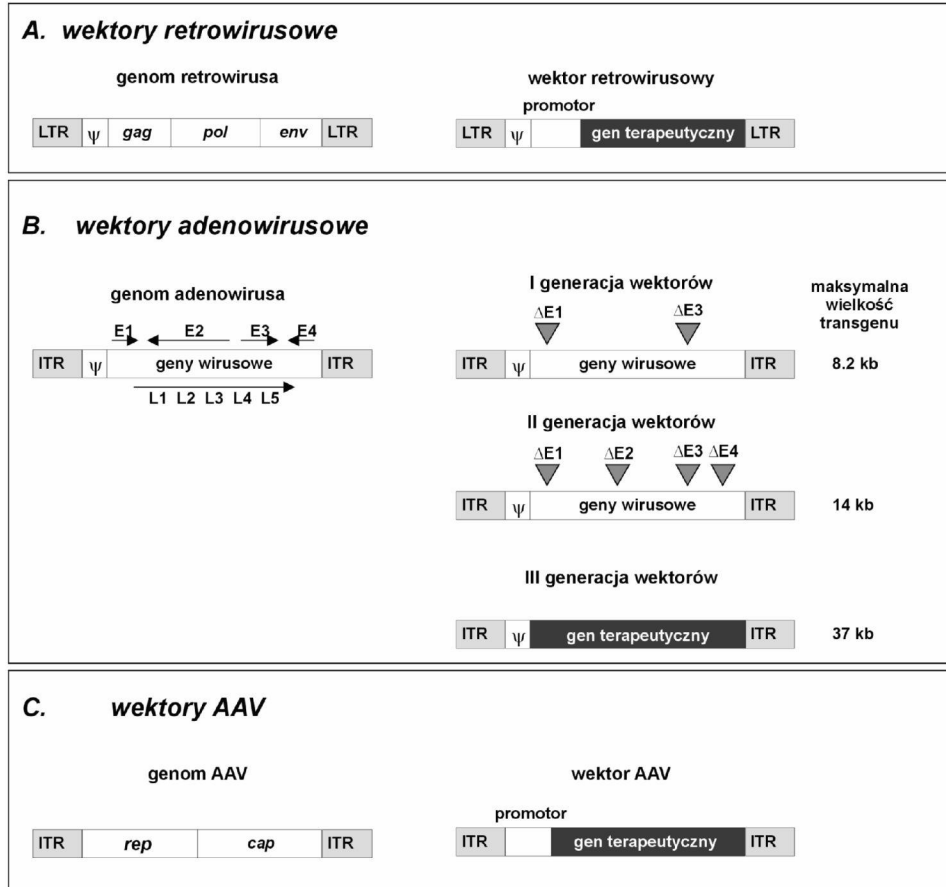 A. wektory retrowirusowe
genom retrowirusa
LTR ψ gag pol env LTR
wektor retrowirusowy
promotor
LTR ψ gen terapeutyczny LTR
B. wektory adenowirusowe
genom adenowirusa
E1 E2 E3 E4
ITR ψ geny wirusowe ITR
L1 L2 L3 L4 L5
I generacja wektorów
maksymalna
wielkość
transgenu
ΔE1 ΔE3
ITR ψ geny wirusowe ITR 8.2 kb
II generacja wektorów
ΔE1 ΔE2 ΔE3 ΔE4
ITR ψ geny wirusowe ITR 14 kb
III generacja wektorów
ITR ψ gen terapeutyczny ITR 37 kb
C. wektory AAV
genom AAV
ITR rep cap ITR
wektor AAV
promotor
ITR gen terapeutyczny ITR